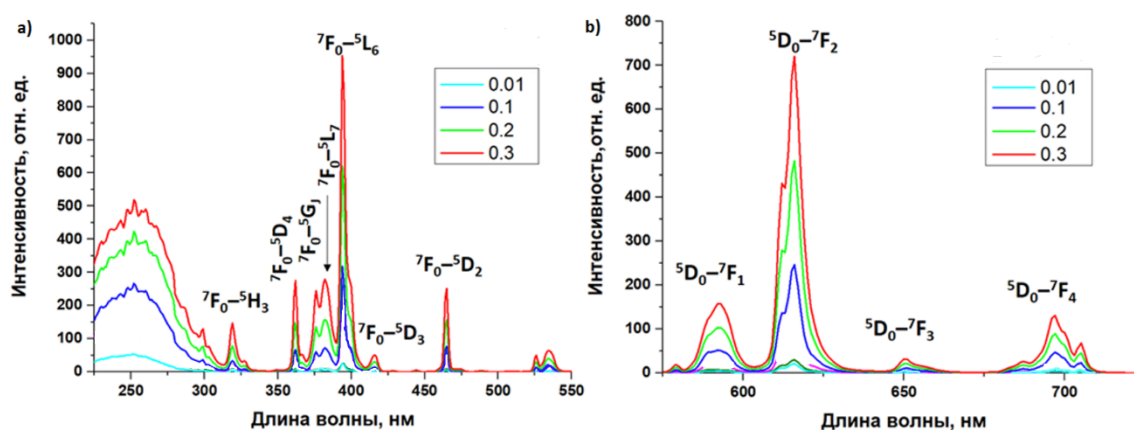 a)
Интенсивность, отн. ед.
1000
900
800
700
600
500
400
300
200
100
0
250
300
350
400
450
500
550
Длина волны, нм
⁷F₀–⁵H₃
⁷F₀–⁵D₄
⁷F₀–⁵G_J
⁷F₀–⁵L₇
⁷F₀–⁵L₆
⁷F₀–⁵D₃
⁷F₀–⁵D₂
0.01
0.1
0.2
0.3
b)
Интенсивность,отн. ед.
800
700
600
500
400
300
200
100
0
600
650
700
Длина волны, нм
⁵D₀–⁷F₁
⁵D₀–⁷F₂
⁵D₀–⁷F₃
⁵D₀–⁷F₄
0.01
0.1
0.2
0.3